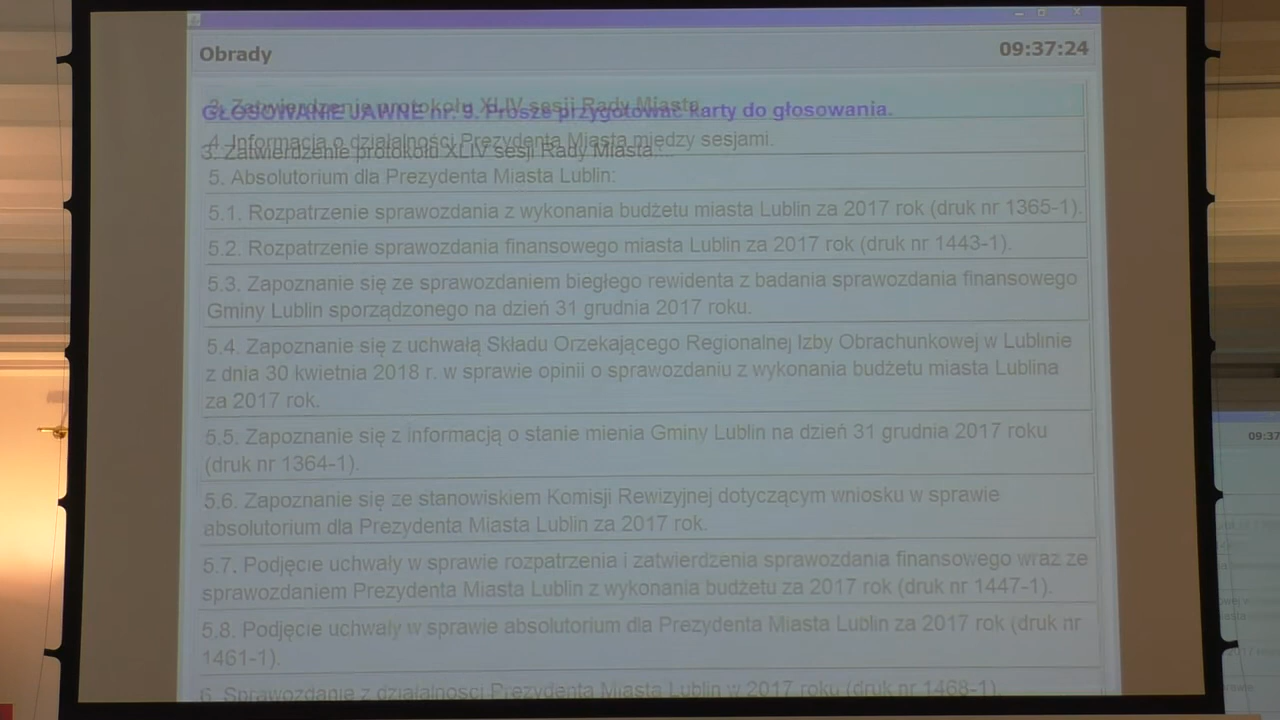 Obrady
09:37:24
3. Zatwierdzenie protokołu XLIV sesji Rady Miasta.
GŁOSOWANIE JAWNE nr. 9. Proszę przygotować karty do głosowania.
4. Informacja o działalności Prezydenta Miasta między sesjami.
3. Zatwierdzenie protokołu XLIV sesji Rady Miasta....
5. Absolutorium dla Prezydenta Miasta Lublin:
5.1. Rozpatrzenie sprawozdania z wykonania budżetu miasta Lublin za 2017 rok (druk nr 1365-1).
5.2. Rozpatrzenie sprawozdania finansowego miasta Lublin za 2017 rok (druk nr 1443-1).
5.3. Zapoznanie się ze sprawozdaniem biegłego rewidenta z badania sprawozdania finansowego
Gminy Lublin sporządzonego na dzień 31 grudnia 2017 roku.
5.4. Zapoznanie się z uchwałą Składu Orzekającego Regionalnej Izby Obrachunkowej w Lublinie
z dnia 30 kwietnia 2018 r. w sprawie opinii o sprawozdaniu z wykonania budżetu miasta Lublina
za 2017 rok.
5.5. Zapoznanie się z informacją o stanie mienia Gminy Lublin na dzień 31 grudnia 2017 roku
(druk nr 1364-1).
5.6. Zapoznanie się ze stanowiskiem Komisji Rewizyjnej dotyczącym wniosku w sprawie
absolutorium dla Prezydenta Miasta Lublin za 2017 rok.
5.7. Podjęcie uchwały w sprawie rozpatrzenia i zatwierdzenia sprawozdania finansowego wraz ze
sprawozdaniem Prezydenta Miasta Lublin z wykonania budżetu za 2017 rok (druk nr 1447-1).
5.8. Podjęcie uchwały w sprawie absolutorium dla Prezydenta Miasta Lublin za 2017 rok (druk nr
1461-1).
6. Sprawozdanie z działalności Prezydenta Miasta Lublin w 2017 roku (druk nr 1468-1).
09:37